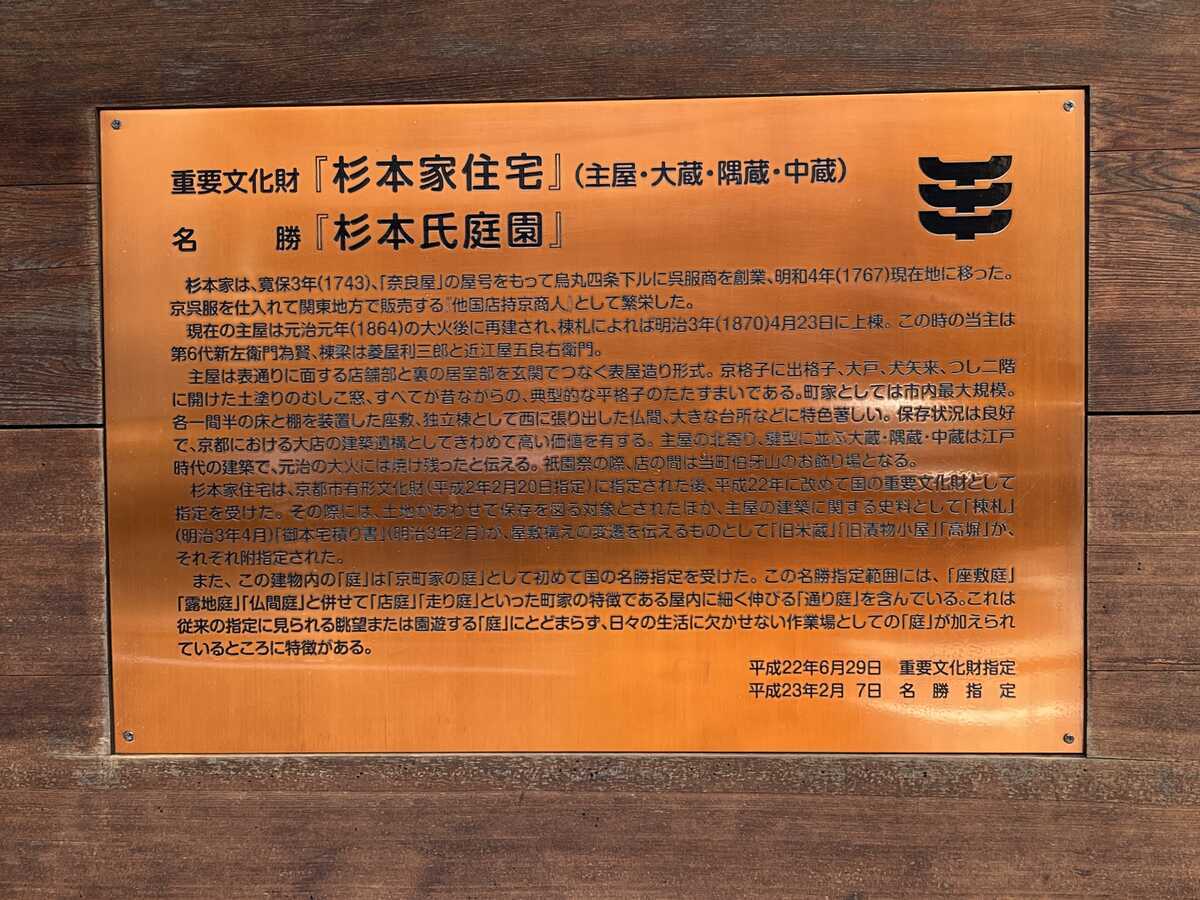 重要文化財『杉本家住宅』(主屋・大蔵・隅蔵・中蔵)
名　勝『杉本氏庭園』
杉本家は、寛保3年(1743)、「奈良屋」の屋号をもって烏丸四条下ルに呉服商を創業、明和4年(1767)現在地に移った。
京呉服を仕入れて関東地方で販売する『他国店持京商人』として繁栄した。
現在の主屋は元治元年(1864)の大火後に再建され、棟札によれば明治3年(1870)4月23日に上棟。この時の当主は
第6代新左衛門為賢、棟梁は菱屋利三郎と近江屋五良右衛門。
主屋は表通りに面する店舗部と裏の居室部を玄関でつなぐ表屋造り形式。京格子に出格子、大戸、犬矢来、つし二階
に開けた土塗りのむしこ窓、すべてが昔ながらの、典型的な平格子のたたずまいである。町家としては市内最大規模。
各一間半の床と棚を装置した座敷、独立棟として西に張り出した仏間、大きな台所などに特色著しい。保存状況は良好
で、京都における大店の建築遺構としてきわめて高い価値を有する。主屋の北寄り、鍵型に並ぶ大蔵・隅蔵・中蔵は江戸
時代の建築で、元治の大火には焼け残ったと伝える。祇園祭の際、店の間は当町伯牙山のお飾り場となる。
杉本家住宅は、京都市有形文化財(平成2年2月20日指定)に指定された後、平成22年に改めて国の重要文化財として
指定を受けた。その際には、土地があわせて保存を図る対象とされたほか、主屋の建築に関する史料として「棟札」
(明治3年4月)「御本宅積り書」(明治3年2月)が、屋敷構えの変遷を伝えるものとして「旧米蔵」「旧漬物小屋」「高塀」が、
それぞれ附指定された。
また、この建物内の「庭」は「京町家の庭」として初めて国の名勝指定を受けた。この名勝指定範囲には、「座敷庭」
「露地庭」「仏間庭」と併せて「店庭」「走り庭」といった町家の特徴である屋内に細く伸びる「通り庭」を含んでいる。これは
従来の指定に見られる眺望または園遊する「庭」にとどまらず、日々の生活に欠かせない作業場としての「庭」が加えられ
ているところに特徴がある。
平成22年6月29日　重要文化財指定
平成23年2月 7日　名　勝　指　定